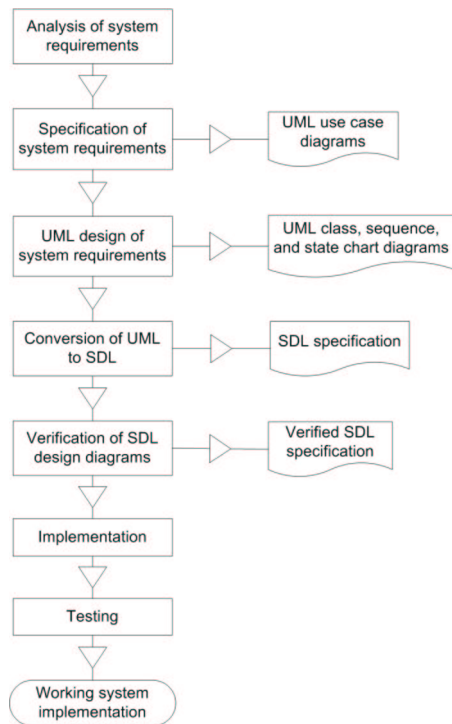 Analysis of system
requirements
Specification of
system requirements
UML use case
diagrams
UML design of
system requirements
UML class, sequence,
and state chart diagrams
Conversion of UML
to SDL
SDL specification
Verification of SDL
design diagrams
Verified SDL
specification
Implementation
Testing
Working system
implementation